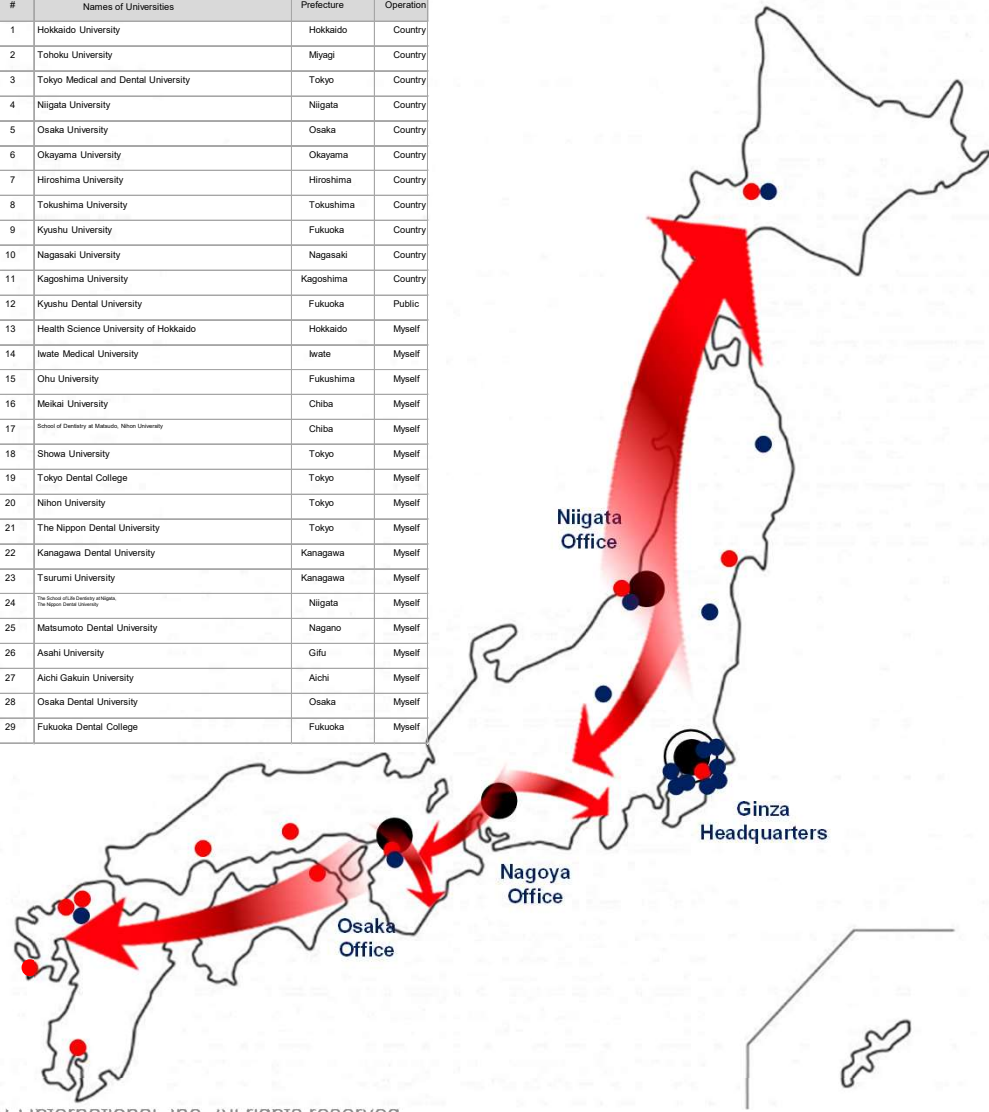 # Names of Universities Prefecture Operation
1 Hokkaido University Hokkaido Country
2 Tohoku University Miyagi Country
3 Tokyo Medical and Dental University Tokyo Country
4 Niigata University Niigata Country
5 Osaka University Osaka Country
6 Okayama University Okayama Country
7 Hiroshima University Hiroshima Country
8 Tokushima University Tokushima Country
9 Kyushu University Fukuoka Country
10 Nagasaki University Nagasaki Country
11 Kagoshima University Kagoshima Country
12 Kyushu Dental University Fukuoka Public
13 Health Science University of Hokkaido Hokkaido Myself
14 Iwate Medical University Iwate Myself
15 Ohu University Fukushima Myself
16 Meikai University Chiba Myself
17 School of Dentistry at Matsudo, Nihon University Chiba Myself
18 Showa University Tokyo Myself
19 Tokyo Dental College Tokyo Myself
20 Nihon University Tokyo Myself
21 The Nippon Dental University Tokyo Myself
22 Kanagawa Dental University Kanagawa Myself
23 Tsurumi University Kanagawa Myself
24 The School of Life Dentistry at Niigata,
The Nippon Dental University Niigata Myself
25 Matsumoto Dental University Nagano Myself
26 Asahi University Gifu Myself
27 Aichi Gakuin University Aichi Myself
28 Osaka Dental University Osaka Myself
29 Fukuoka Dental College Fukuoka Myself
Niigata
Office
Ginza
Headquarters
Nagoya
Office
Osaka
Office